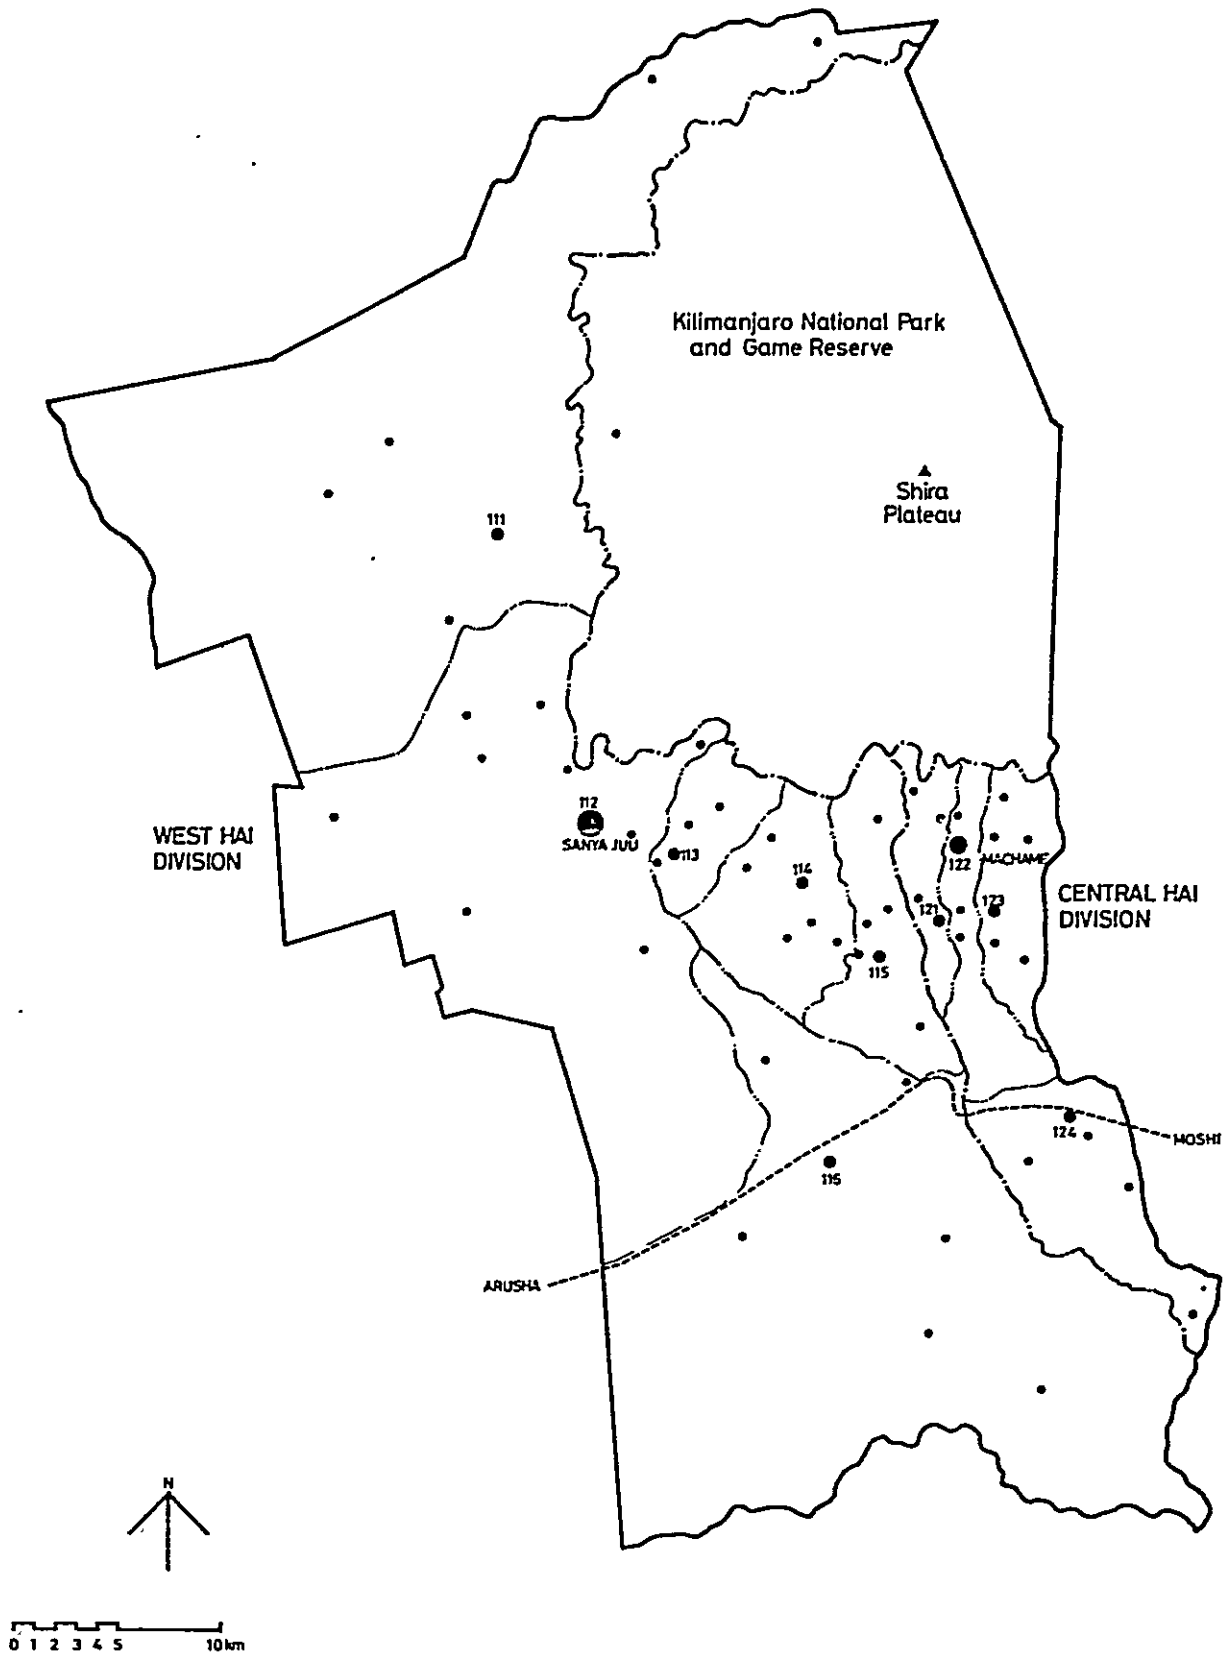 Kilimanjaro National Park
and Game Reserve
Shira
Plateau
111
112
SANYA JUU
WEST HAI
DIVISION
113
114
122
MACHAME
CENTRAL HAI
DIVISION
121
123
115
124
MOSHI
116
ARUSHA
N
0 1 2 3 4 5 10km